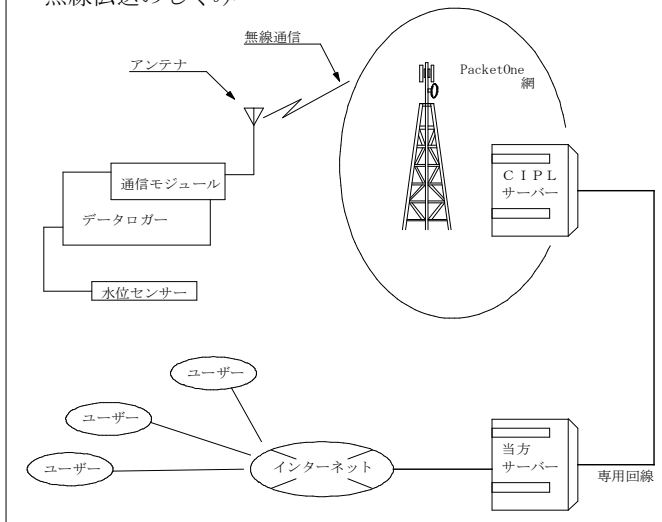 無線伝送のしくみ
無線通信
アンテナ
PacketOne
網
通信モジュール
データロガー
水位センサー
ＣＩＰＬ
サーバー
ユーザー
ユーザー
ユーザー
インターネット
当方
サーバー
専用回線